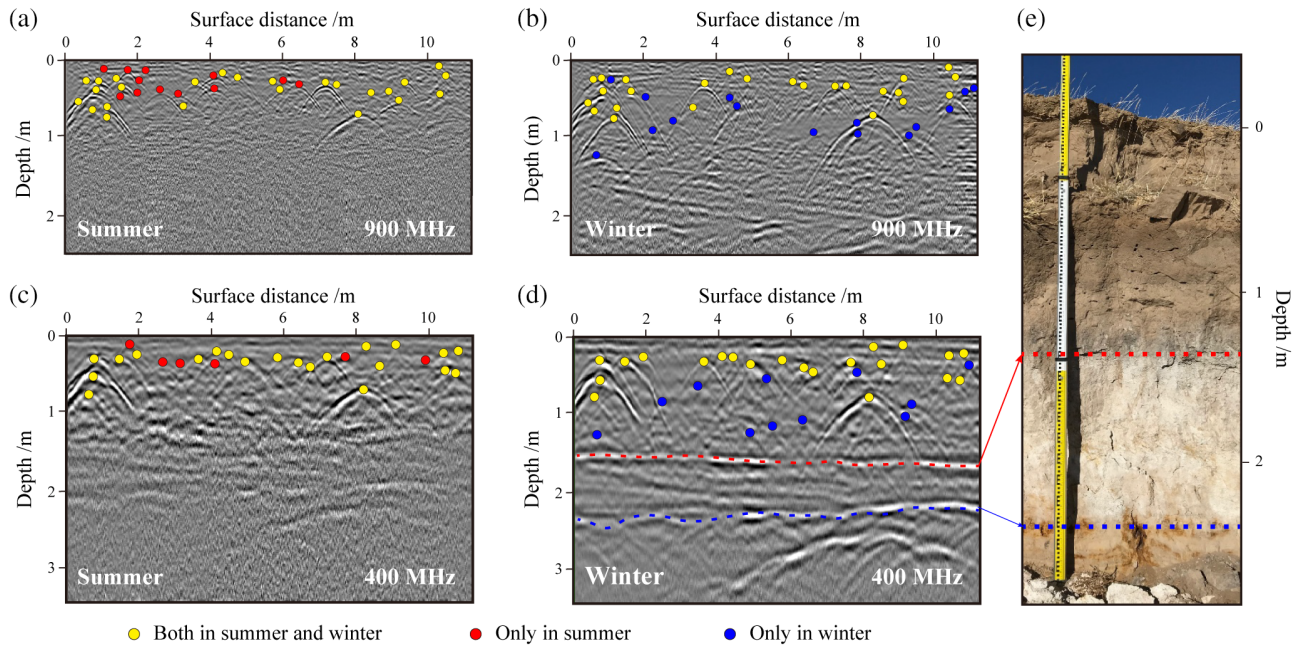 (a)
Surface distance /m
0 2 4 6 8 10
Depth /m
0
1
2
Summer
900 MHz
(b)
Surface distance /m
0 2 4 6 8 10
Depth (m)
0
1
2
Winter
900 MHz
(c)
Surface distance /m
0 2 4 6 8 10
Depth /m
0
1
2
3
Summer
400 MHz
(d)
Surface distance /m
0 2 4 6 8 10
Depth /m
0
1
2
3
Winter
400 MHz
(e)
0
1
2
Depth /m
Both in summer and winter
Only in summer
Only in winter